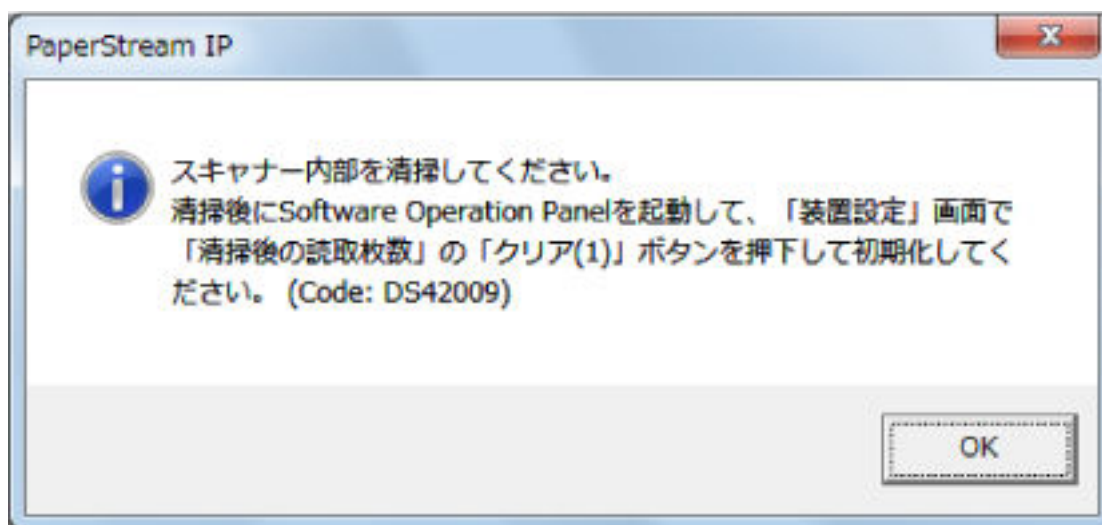 PaperStream IP
スキャナー内部を清掃してください。
清掃後にSoftware Operation Panelを起動して、「装置設定」画面で
「清掃後の読取枚数」の「クリア(1)」ボタンを押下して初期化してく
ださい。 (Code: DS42009)
OK